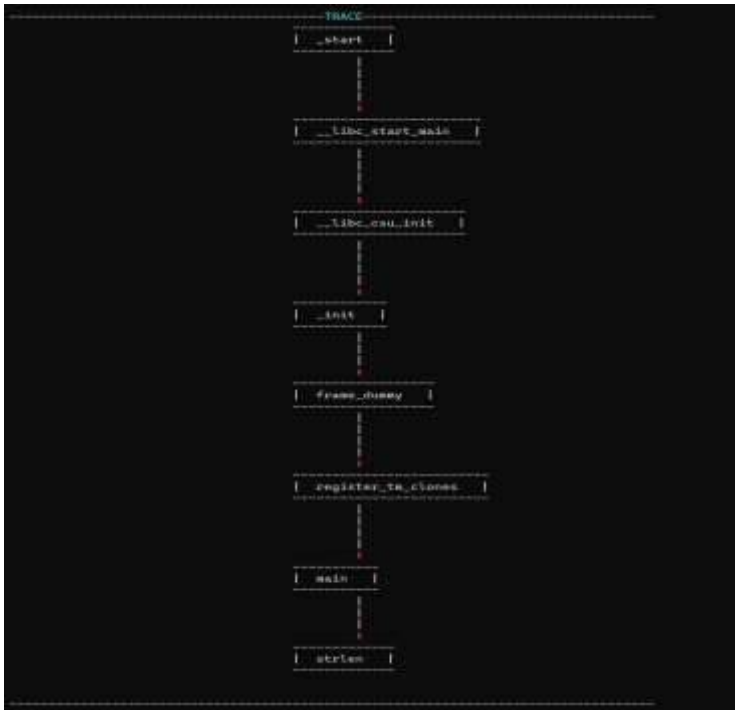 TRACE
_start
__libc_start_main
__libc_csu_init
_init
frame_dummy
register_tm_clones
main
strlen